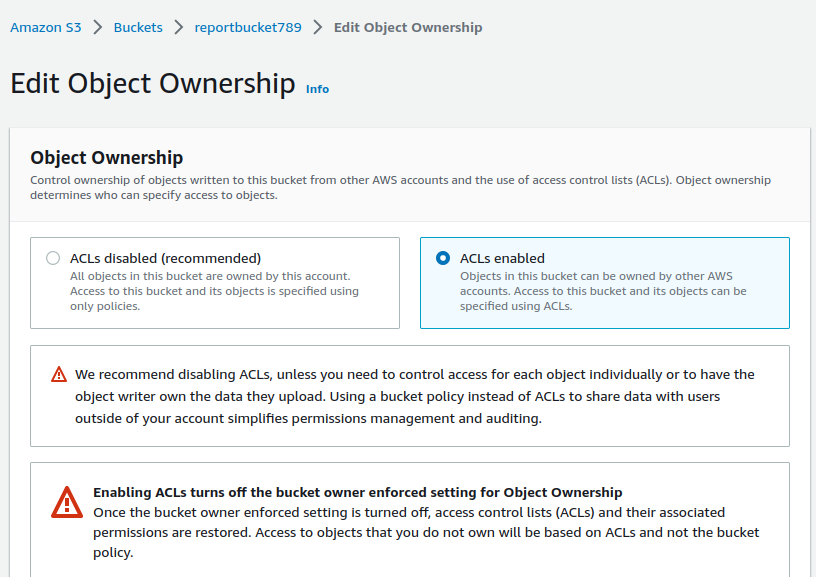 Amazon S3 > Buckets > reportbucket789 > Edit Object Ownership
Edit Object Ownership Info
Object Ownership
Control ownership of objects written to this bucket from other AWS accounts and the use of access control lists (ACLs). Object ownership
determines who can specify access to objects.
ACLs disabled (recommended)
All objects in this bucket are owned by this account.
Access to this bucket and its objects is specified using
only policies.
ACLs enabled
Objects in this bucket can be owned by other AWS
accounts. Access to this bucket and its objects can be
specified using ACLs.
We recommend disabling ACLs, unless you need to control access for each object individually or to have the
object writer own the data they upload. Using a bucket policy instead of ACLs to share data with users
outside of your account simplifies permissions management and auditing.
Enabling ACLs turns off the bucket owner enforced setting for Object Ownership
Once the bucket owner enforced setting is turned off, access control lists (ACLs) and their associated
permissions are restored. Access to objects that you do not own will be based on ACLs and not the bucket
policy.